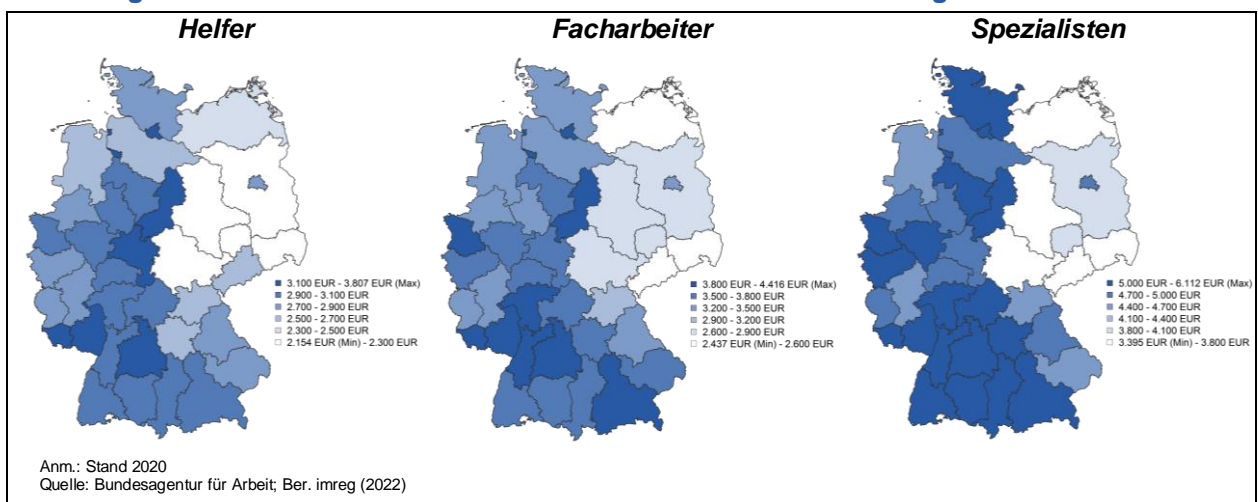 Helfer
Facharbeiter
Spezialisten
3.100 EUR - 3.807 EUR (Max)
2.900 - 3.100 EUR
2.700 - 2.900 EUR
2.500 - 2.700 EUR
2.300 - 2.500 EUR
2.154 EUR (Min) - 2.300 EUR
3.800 EUR - 4.416 EUR (Max)
3.500 - 3.800 EUR
3.200 - 3.500 EUR
2.900 - 3.200 EUR
2.600 - 2.900 EUR
2.437 EUR (Min) - 2.600 EUR
5.000 EUR - 6.112 EUR (Max)
4.700 - 5.000 EUR
4.400 - 4.700 EUR
4.100 - 4.400 EUR
3.800 - 4.100 EUR
3.395 EUR (Min) - 3.800 EUR
Anm.: Stand 2020
Quelle: Bundesagentur für Arbeit; Ber. imreg (2022)